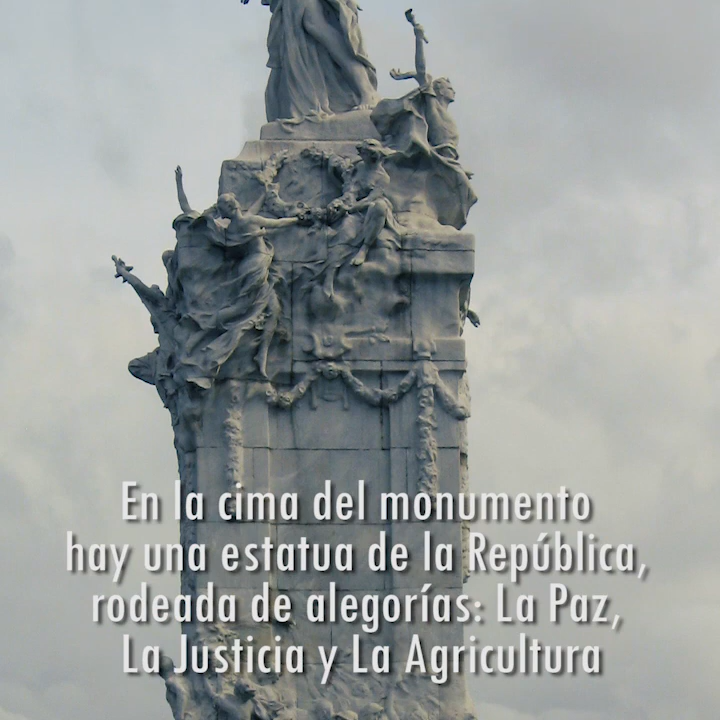 En la cima del monumento
hay una estatua de la República,
rodeada de alegorías: La Paz,
La Justicia y La Agricultura